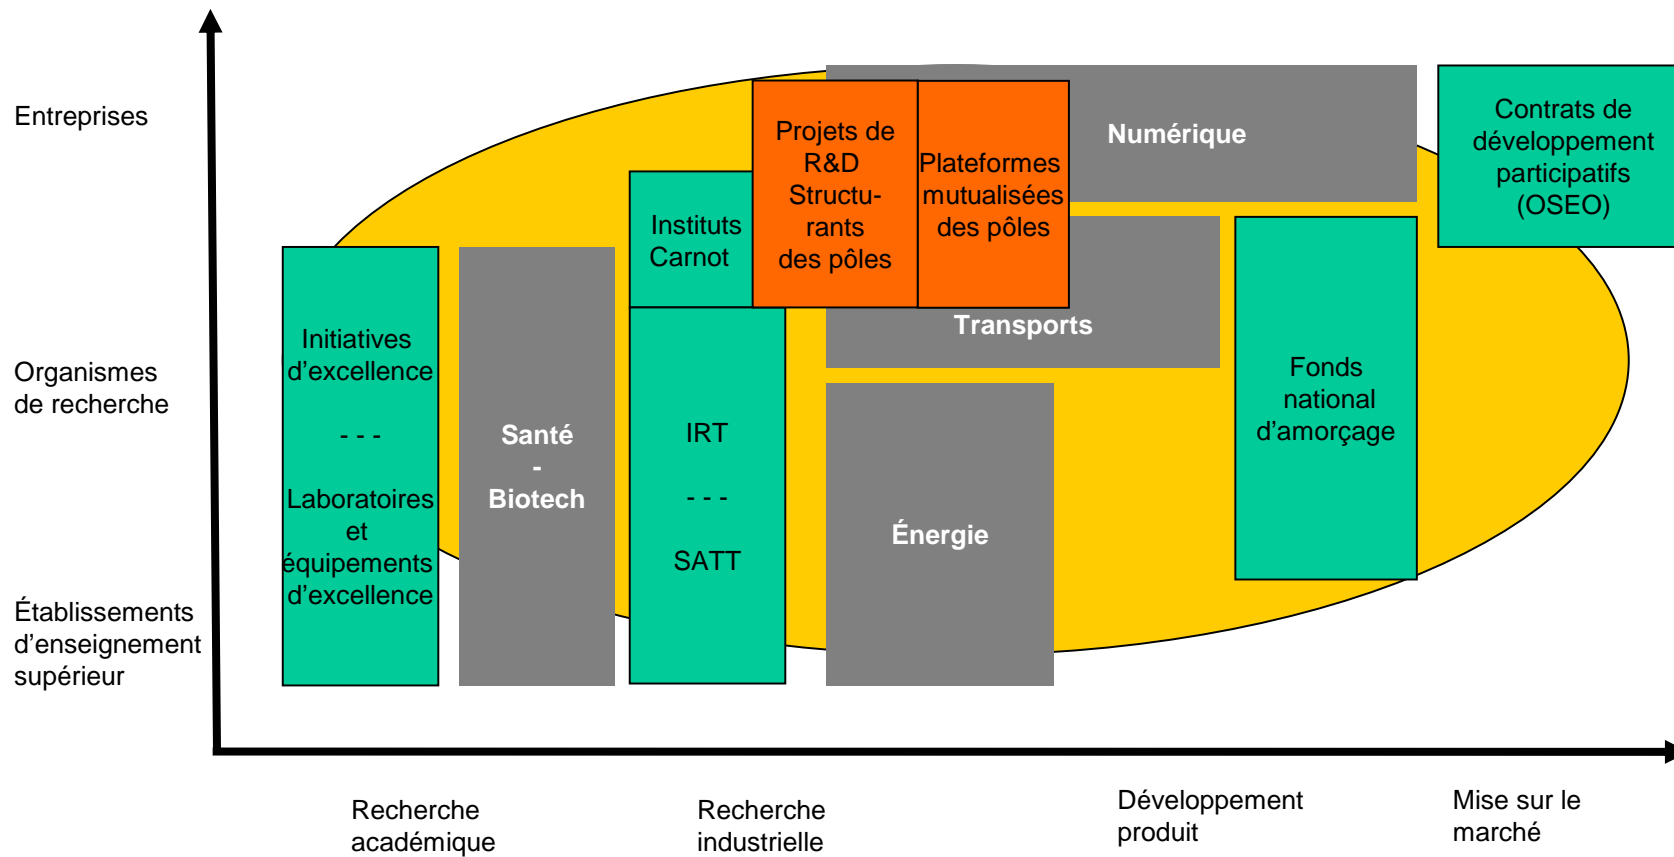 Entreprises
Organismes
de recherche
Établissements
d’enseignement
supérieur
Initiatives
d’excellence
- - -
Laboratoires
et
équipements
d’excellence
Santé
-
Biotech
Instituts
Carnot
IRT
- - -
SATT
Projets de
R&D
Structu-
rants
des pôles
Plateformes
mutualisées
des pôles
Numérique
Transports
Énergie
Fonds
national
d’amorçage
Contrats de
développement
participatifs
(OSEO)
Recherche
académique
Recherche
industrielle
Développement
produit
Mise sur le
marché